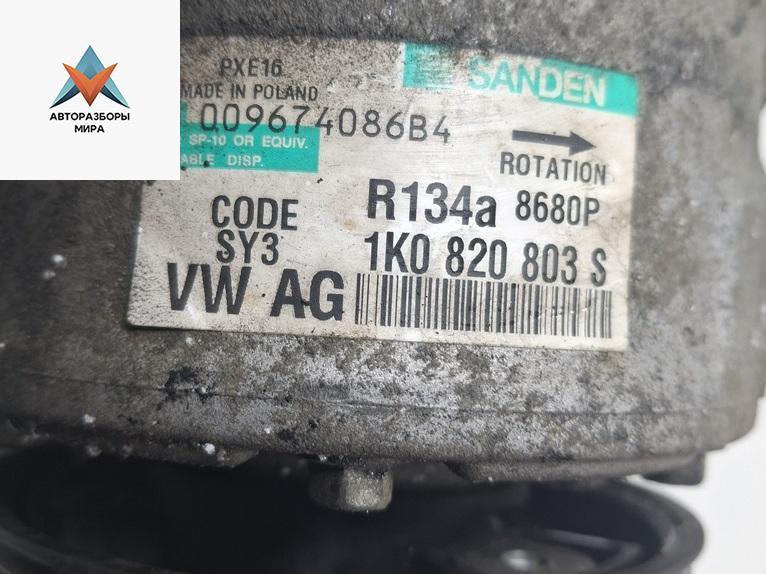 АВТОРАЗБОРЫ
МИРА
PXE16
SANDEN
MADE IN POLAND
009674086B4
SP-10 OR EQUIV.
ABLE DISP.
ROTATION
R134a 8680P
CODE
SY3
1K0 820 803 S
VW AG